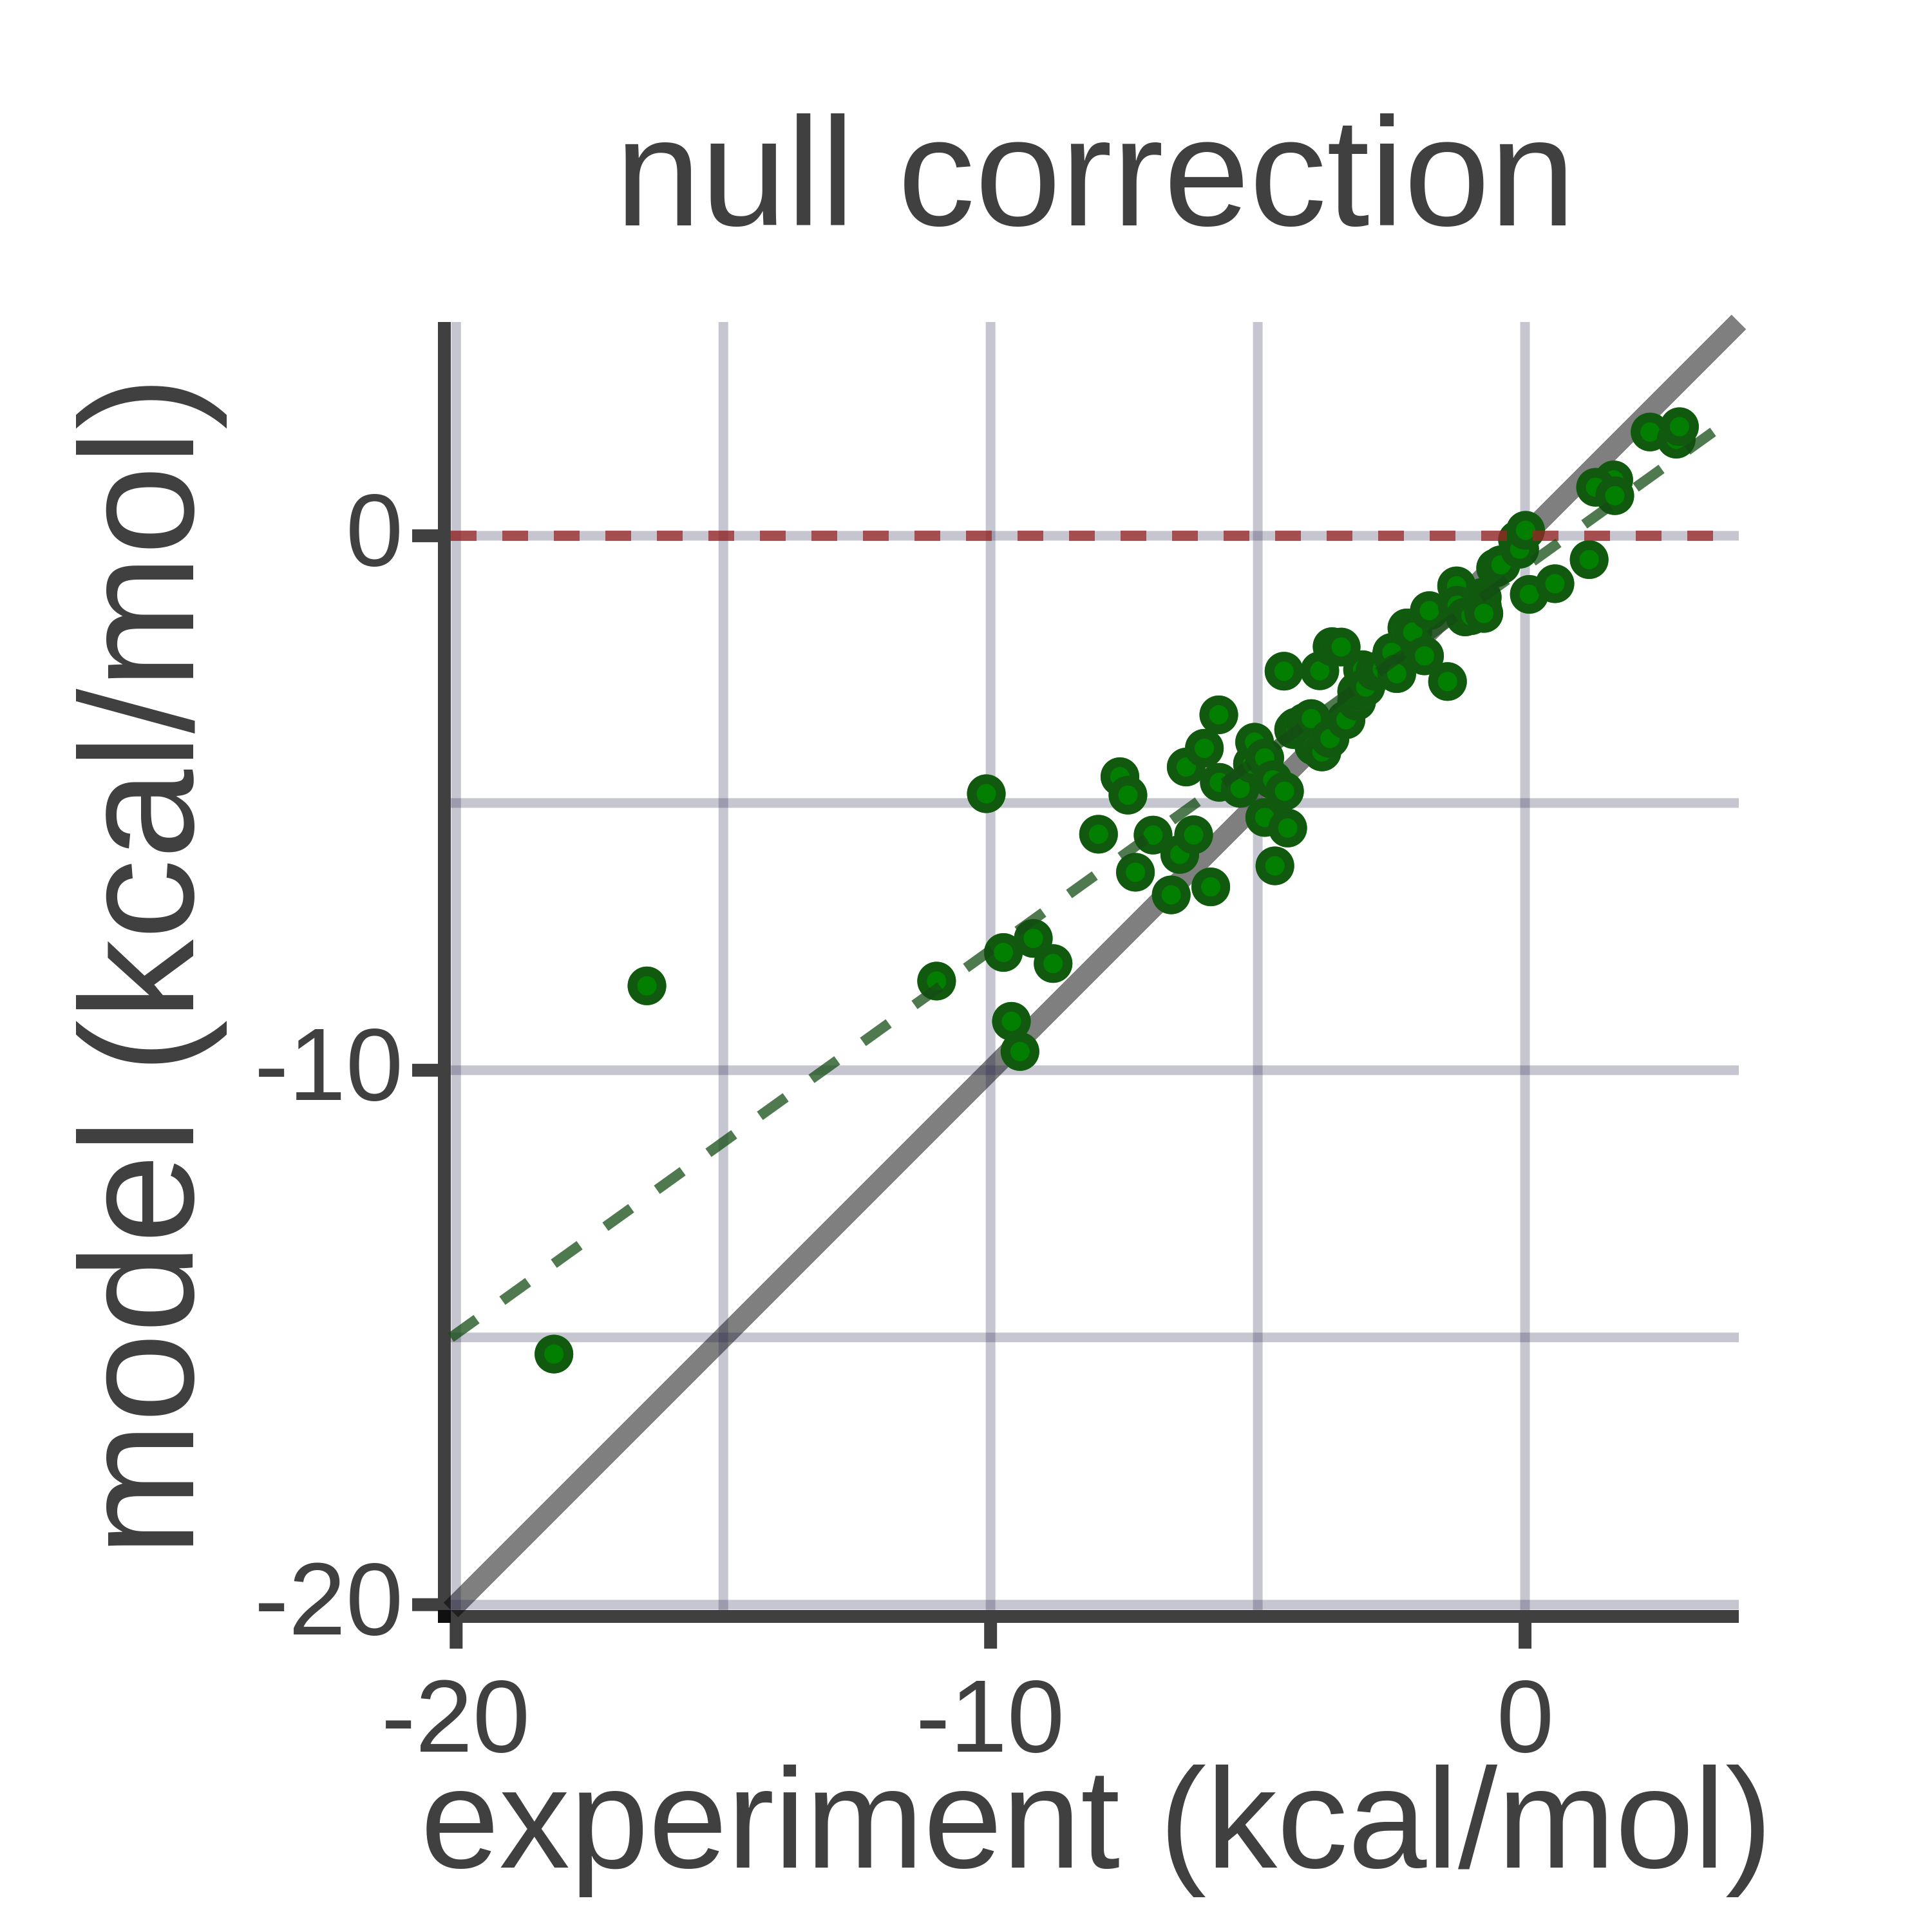 null correction
model (kcal/mol)
0
-10
-20
-20 -10 0
experiment (kcal/mol)